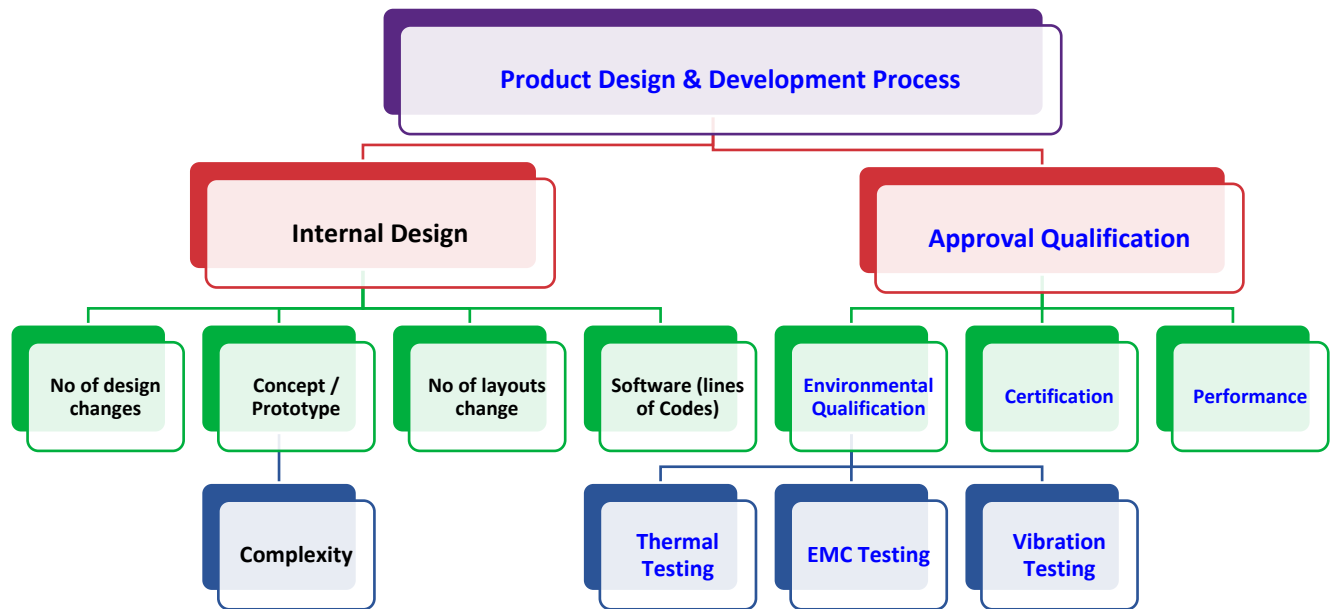 Product Design & Development Process
Internal Design
Approval Qualification
No of design
changes
Concept /
Prototype
No of layouts
change
Software (lines
of Codes)
Environmental
Qualification
Certification
Performance
Complexity
Thermal
Testing
EMC Testing
Vibration
Testing